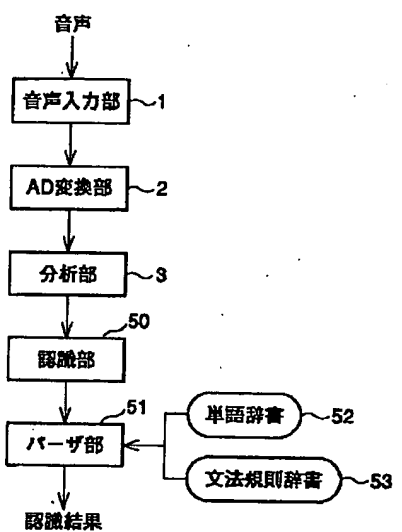 音声
音声入力部 1
AD変換部 2
分析部 3
50
認識部
51
パーザ部
単語辞書 52
文法規則辞書 53
認識結果